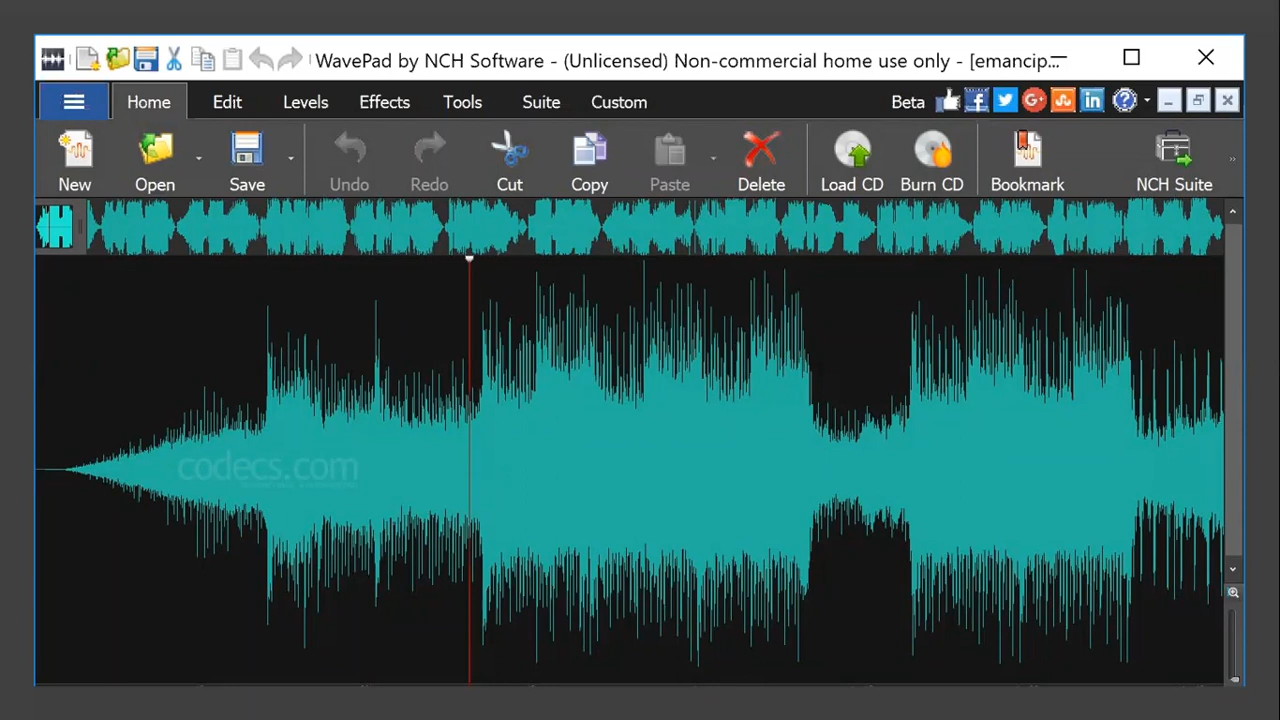 WavePad by NCH Software - (Unlicensed) Non-commercial home use only - [emancip...
Home Edit Levels Effects Tools Suite Custom Beta
New Open Save Undo Redo Cut Copy Paste Delete Load CD Burn CD Bookmark NCH Suite
codecs.com